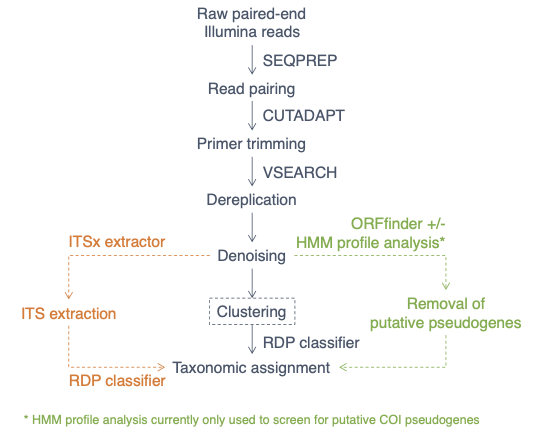 Raw paired-end
Illumina reads
SEQPREP
Read pairing
CUTADAPT
Primer trimming
VSEARCH
Dereplication
ORFfinder +/-
HMM profile analysis*
ITSx extractor
Denoising
ITS extraction
Clustering
Removal of
putative pseudogenes
RDP classifier
Taxonomic assignment
RDP classifier
* HMM profile analysis currently only used to screen for putative COI pseudogenes